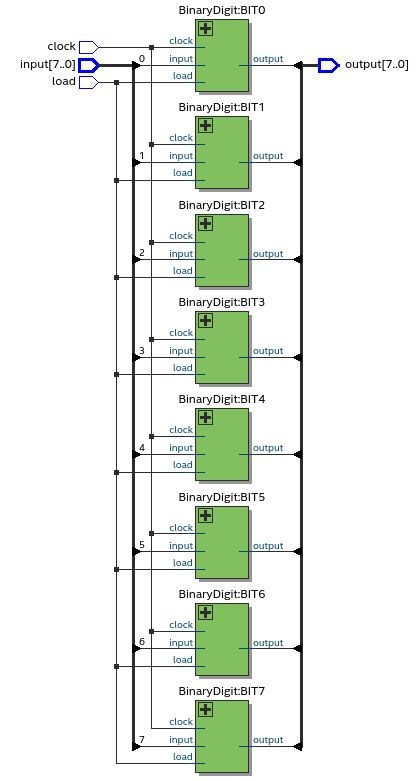 BinaryDigit:BIT0
clock
clock
input[7..0]
0
input
output
output[7..0]
load
load
BinaryDigit:BIT1
clock
1
input
output
load
BinaryDigit:BIT2
clock
2
input
output
load
BinaryDigit:BIT3
clock
3
input
output
load
BinaryDigit:BIT4
clock
4
input
output
load
BinaryDigit:BIT5
clock
5
input
output
load
BinaryDigit:BIT6
clock
6
input
output
load
BinaryDigit:BIT7
clock
7
input
output
load